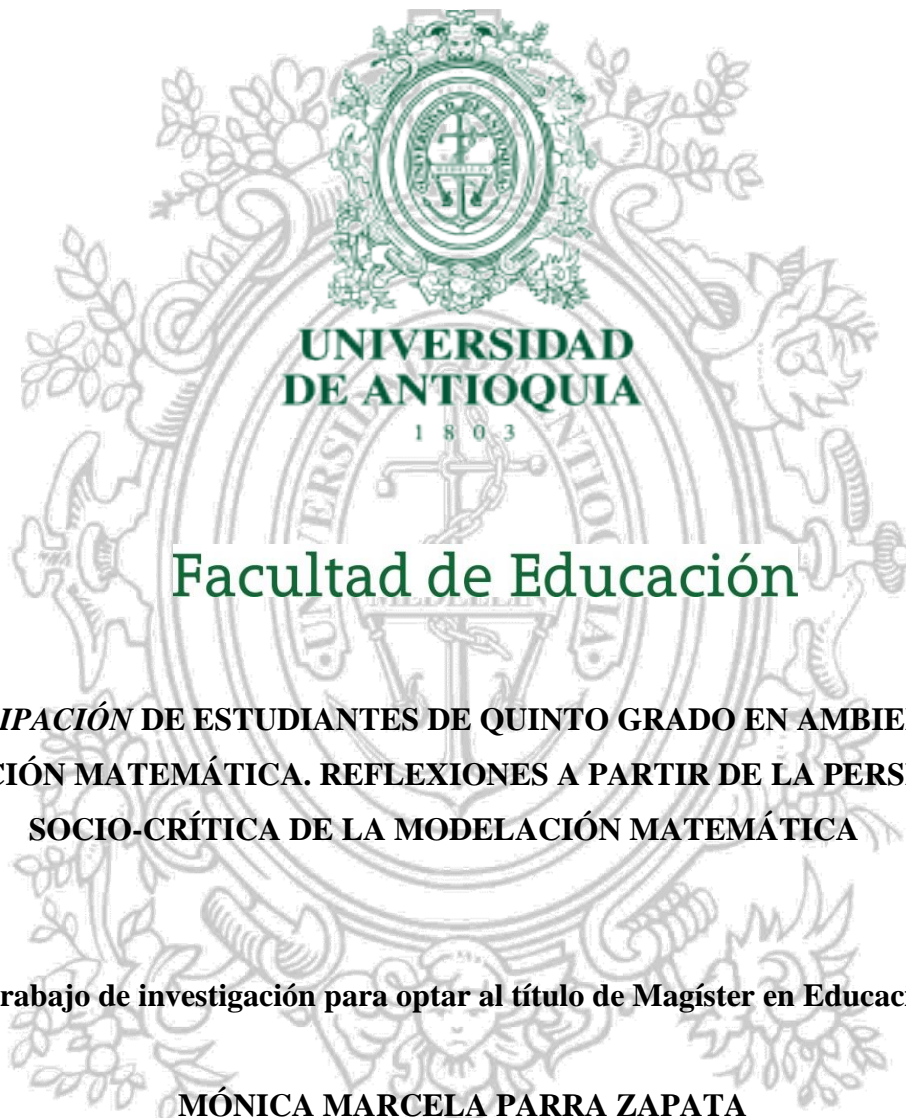 UNIVERSIDAD
DE ANTIOQUIA
1 8 0 3
Facultad de Educación
IPACIÓN DE ESTUDIANTES DE QUINTO GRADO EN AMBIE
CIÓN MATEMÁTICA. REFLEXIONES A PARTIR DE LA PERS
SOCIO-CRÍTICA DE LA MODELACIÓN MATEMÁTICA
rabajo de investigación para optar al título de Magíster en Educac
MÓNICA MARCELA PARRA ZAPATA